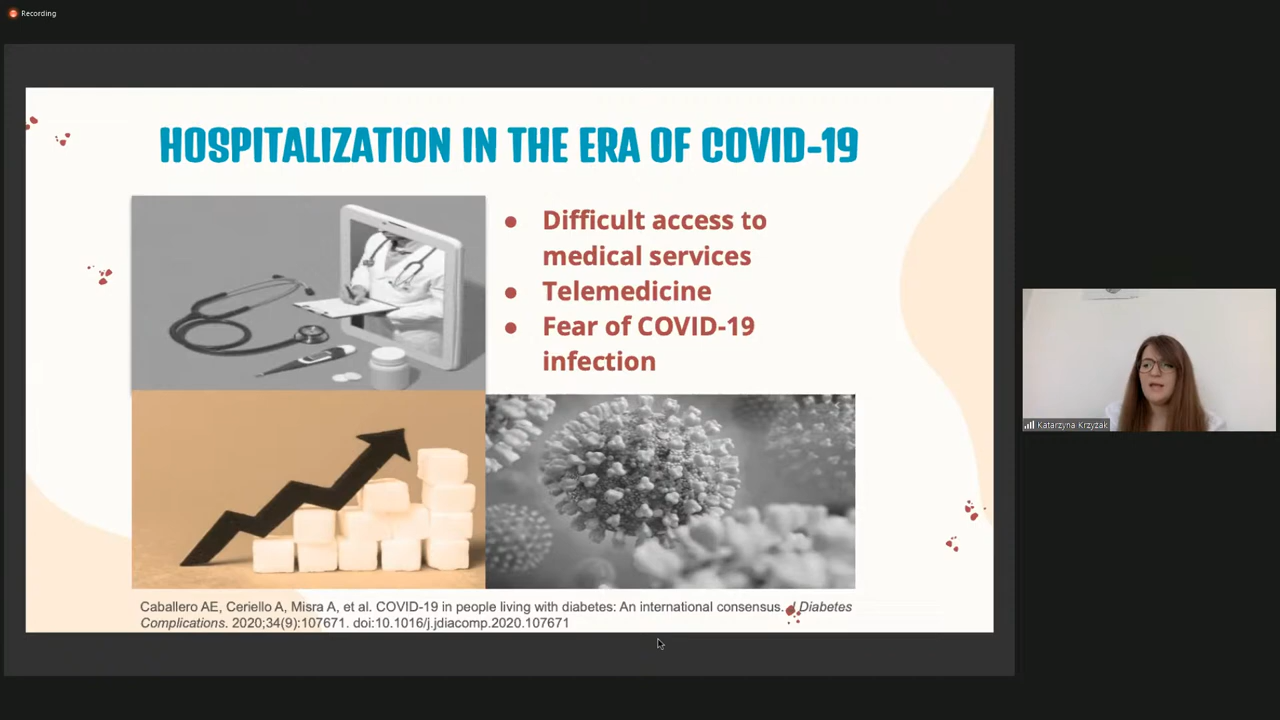 Recording
HOSPITALIZATION IN THE ERA OF COVID-19
● Difficult access to
medical services
● Telemedicine
● Fear of COVID-19
infection
Caballero AE, Ceriello A, Misra A, et al. COVID-19 in people living with diabetes: An international consensus. J Diabetes
Complications. 2020;34(9):107671. doi:10.1016/j.jdiacomp.2020.107671
Katarzyna Krzyżak